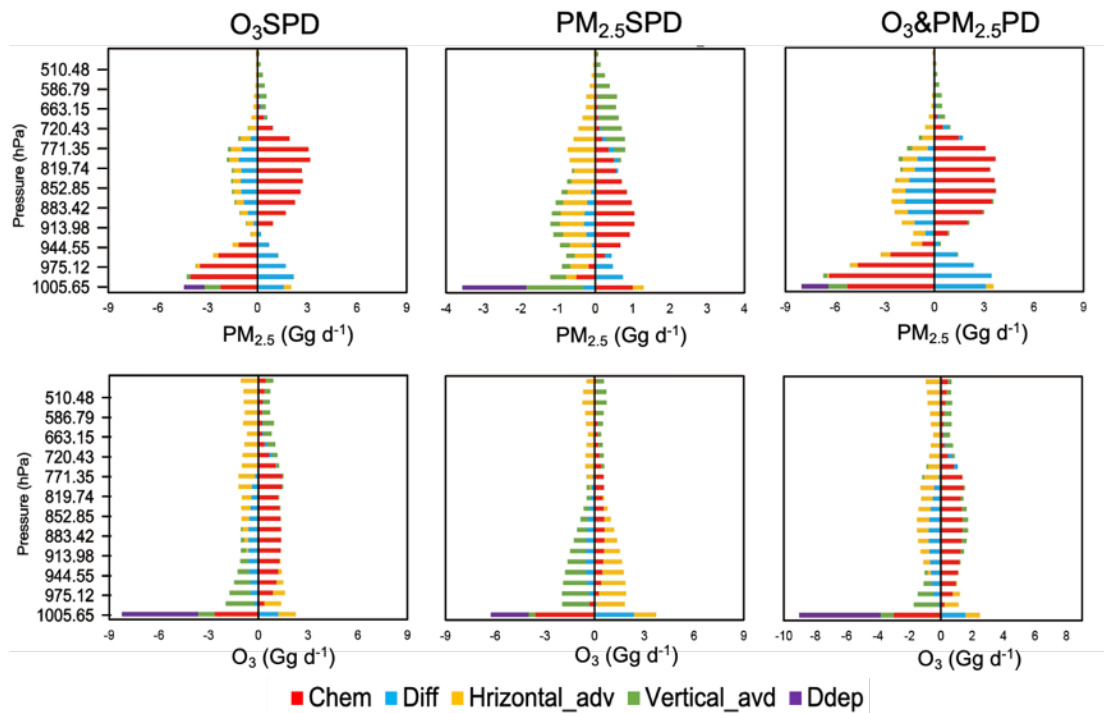 O₃SPD PM₂.₅SPD O₃&PM₂.₅PD
Pressure (hPa)
510.48
586.79
663.15
720.43
771.35
819.74
852.85
883.42
913.98
944.55
975.12
1005.65
-9 -6 -3 0 3 6 9
-4 -3 -2 -1 0 1 2 3 4
-9 -6 -3 0 3 6 9
PM₂.₅ (Gg d⁻¹) PM₂.₅ (Gg d⁻¹) PM₂.₅ (Gg d⁻¹)
Pressure (hPa)
510.48
586.79
663.15
720.43
771.35
819.74
852.85
883.42
913.98
944.55
975.12
1005.65
-9 -6 -3 0 3 6 9
-9 -6 -3 0 3 6 9
-10 -8 -6 -4 -2 0 2 4 6 8
O₃ (Gg d⁻¹) O₃ (Gg d⁻¹) O₃ (Gg d⁻¹)
Chem Diff Hrizontal_adv Vertical_avd Ddep